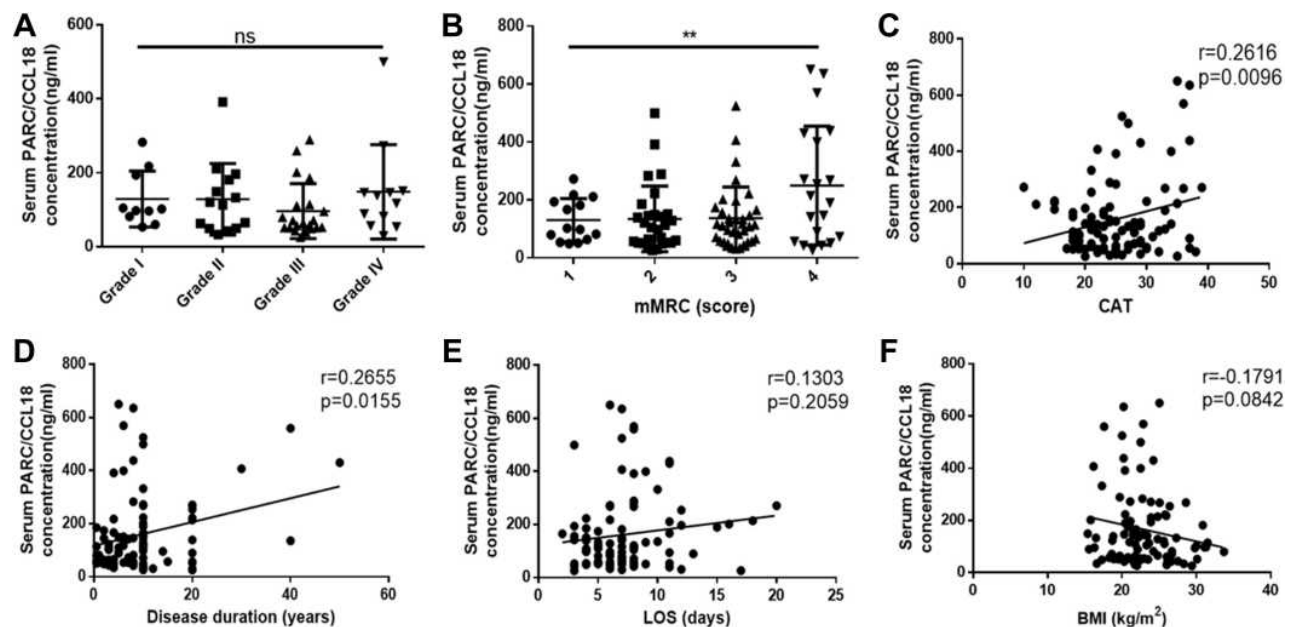 A
Serum PARC/CCL18
concentration(ng/ml)
600
400
200
0
ns
Grade I
Grade II
Grade III
Grade IV
B
Serum PARC/CCL18
concentration(ng/ml)
800
600
400
200
0
**
1
2
3
4
mMRC (score)
C
Serum PARC/CCL18
concentration(ng/ml)
800
600
400
200
0
r=0.2616
p=0.0096
0
10
20
30
40
50
CAT
D
Serum PARC/CCL18
concentration(ng/ml)
800
600
400
200
0
r=0.2655
p=0.0155
0
20
40
60
Disease duration (years)
E
Serum PARC/CCL18
concentration(ng/ml)
800
600
400
200
0
r=0.1303
p=0.2059
0
5
10
15
20
25
LOS (days)
F
Serum PARC/CCL18
concentration(ng/ml)
800
600
400
200
0
r=-0.1791
p=0.0842
0
10
20
30
40
BMI (kg/m²)